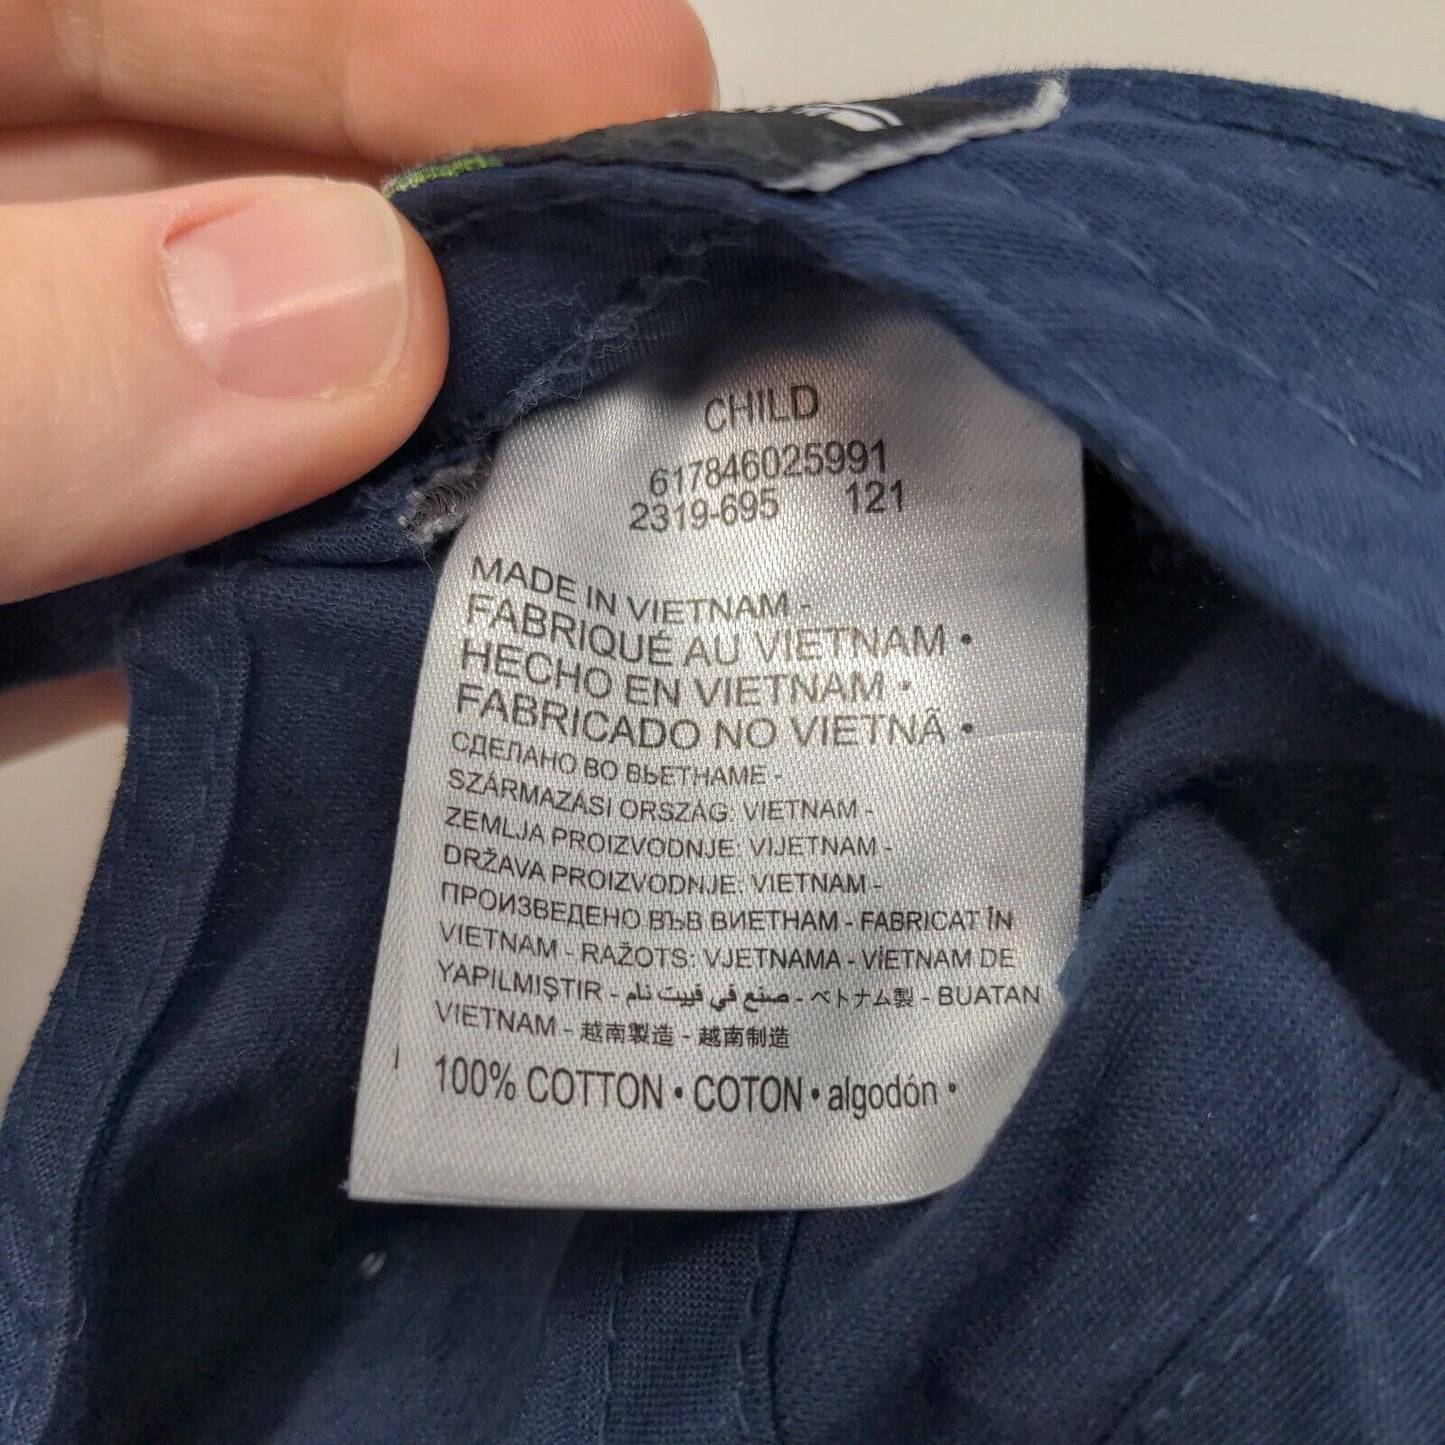 CHILD
617846025991
2319-695 121
MADE IN VIETNAM -
FABRIQUÉ AU VIETNAM •
HECHO EN VIETNAM •
FABRICADO NO VIETNÃ •
СДЕЛАНО ВО ВЬЕТНАМЕ -
SZÁRMAZÁSI ORSZÁG: VIETNAM -
ZEMLJA PROIZVODNJE: VIJETNAM -
DRŽAVA PROIZVODNJE: VIETNAM -
ПРОИЗВЕДЕНО ВЪВ ВИЕТНАМ - FABRICAT ÎN
VIETNAM - RAŽOTS: VJETNAMA - VİETNAM DE
YAPILMIŞTIR - صنع في فييت نام - ベトナム製 - BUATAN
VIETNAM - 越南製造 - 越南制造
100% COTTON • COTON • algodón •